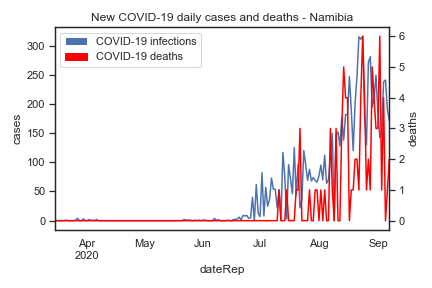 New COVID-19 daily cases and deaths - Namibia
COVID-19 infections
COVID-19 deaths
cases
300
250
200
150
100
50
0
deaths
6
5
4
3
2
1
0
Apr
2020
May
Jun
Jul
Aug
Sep
dateRep